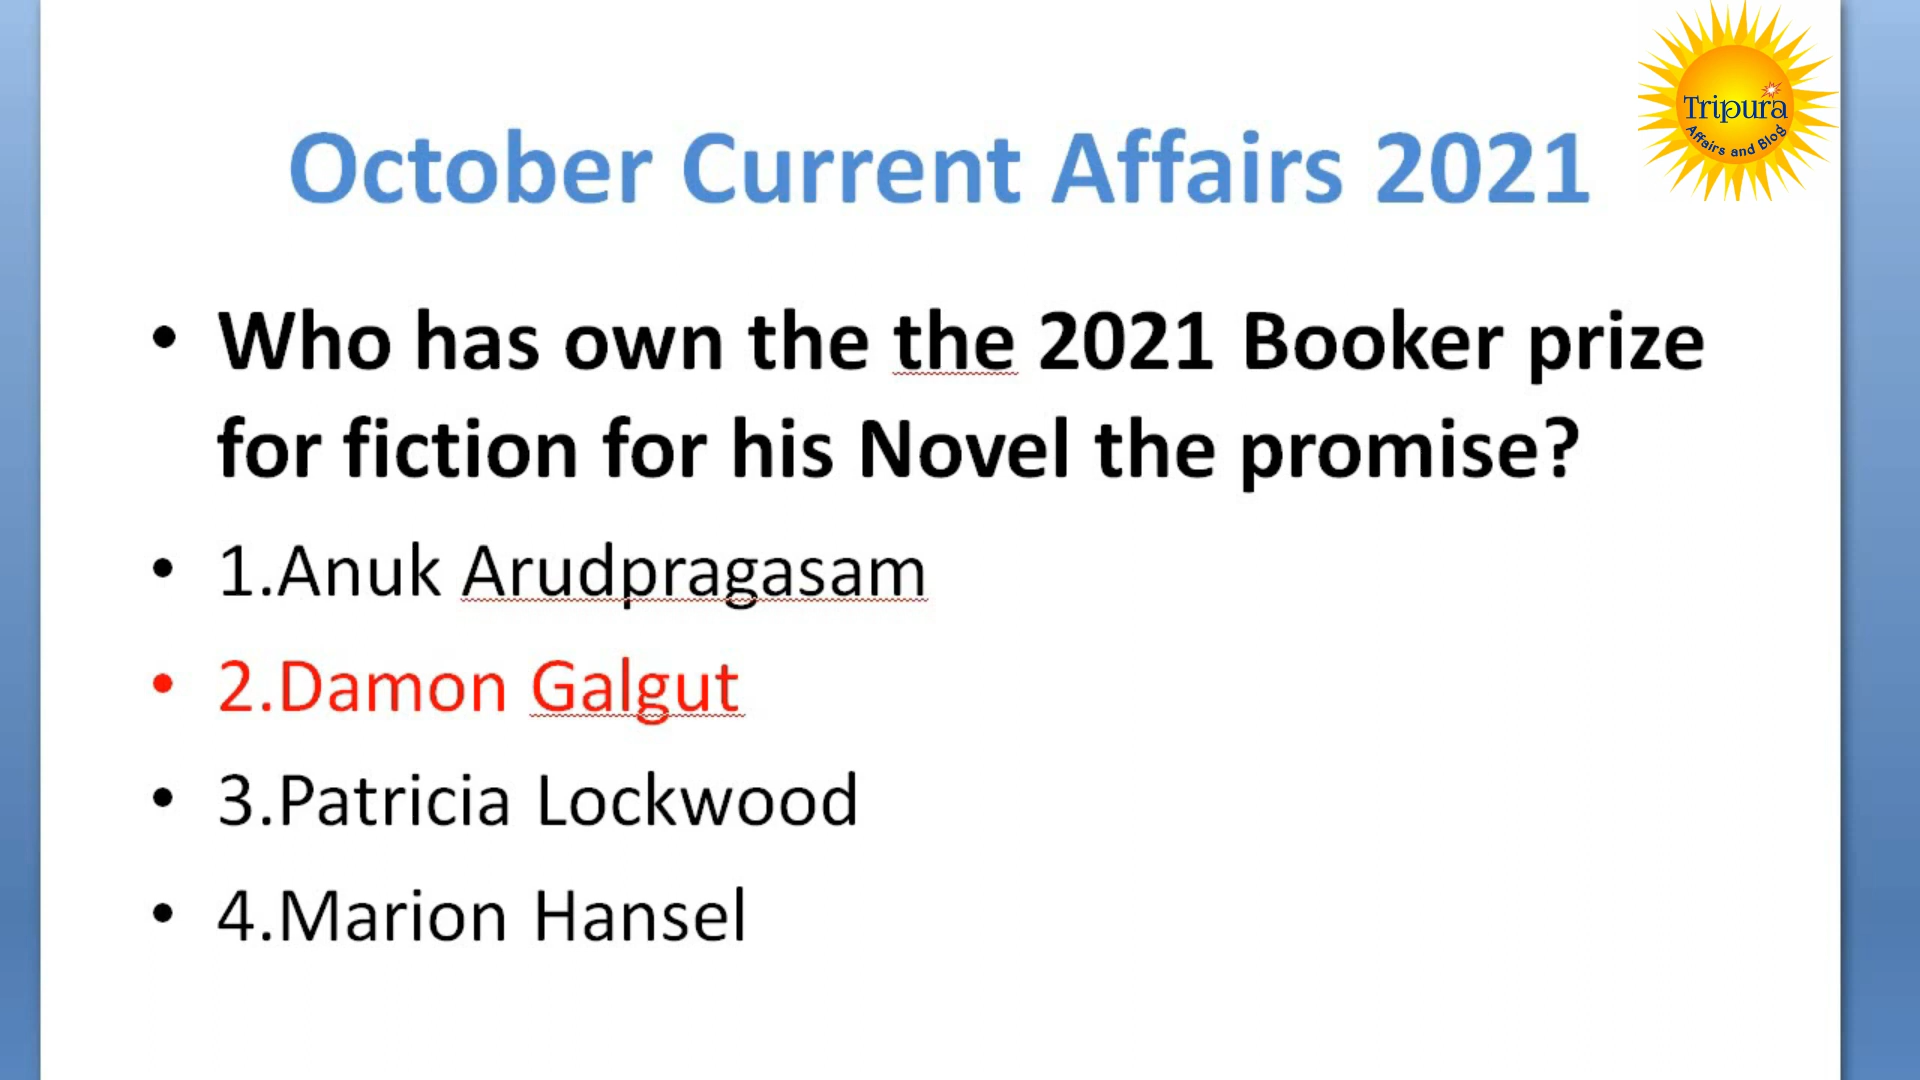 Tripura
Affairs and Blog
October Current Affairs 2021
• Who has own the the 2021 Booker prize
for fiction for his Novel the promise?
• 1.Anuk Arudpragasam
• 2.Damon Galgut
• 3.Patricia Lockwood
• 4.Marion Hansel